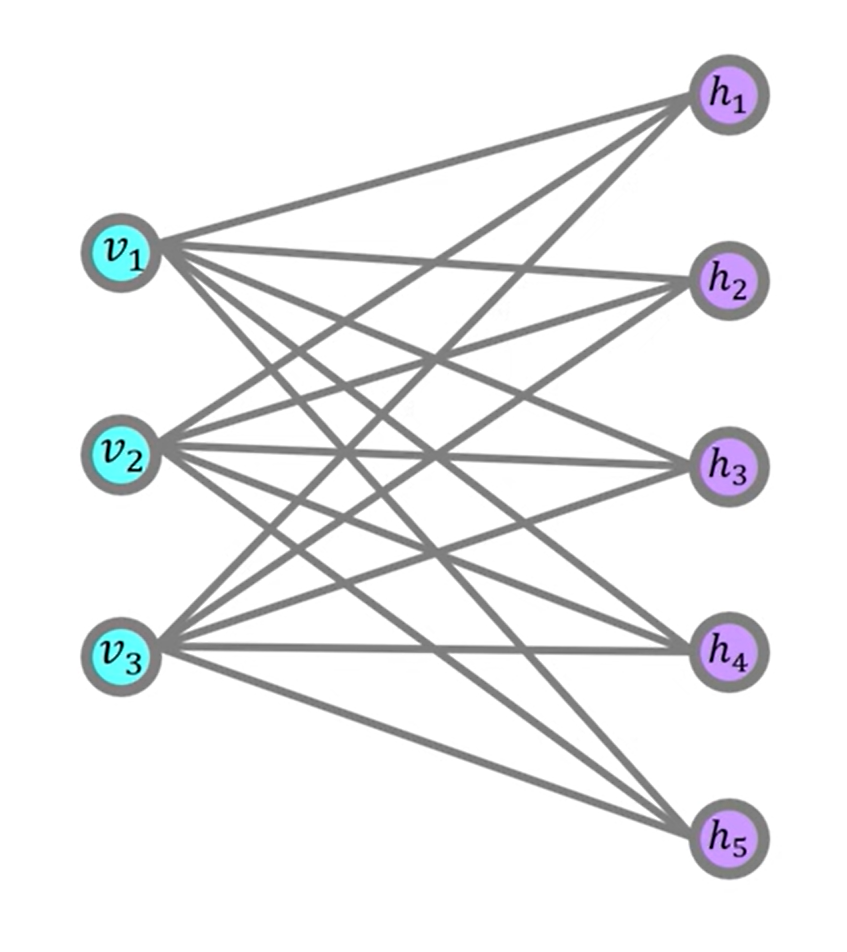 v₁
v₂
v₃
h₁
h₂
h₃
h₄
h₅